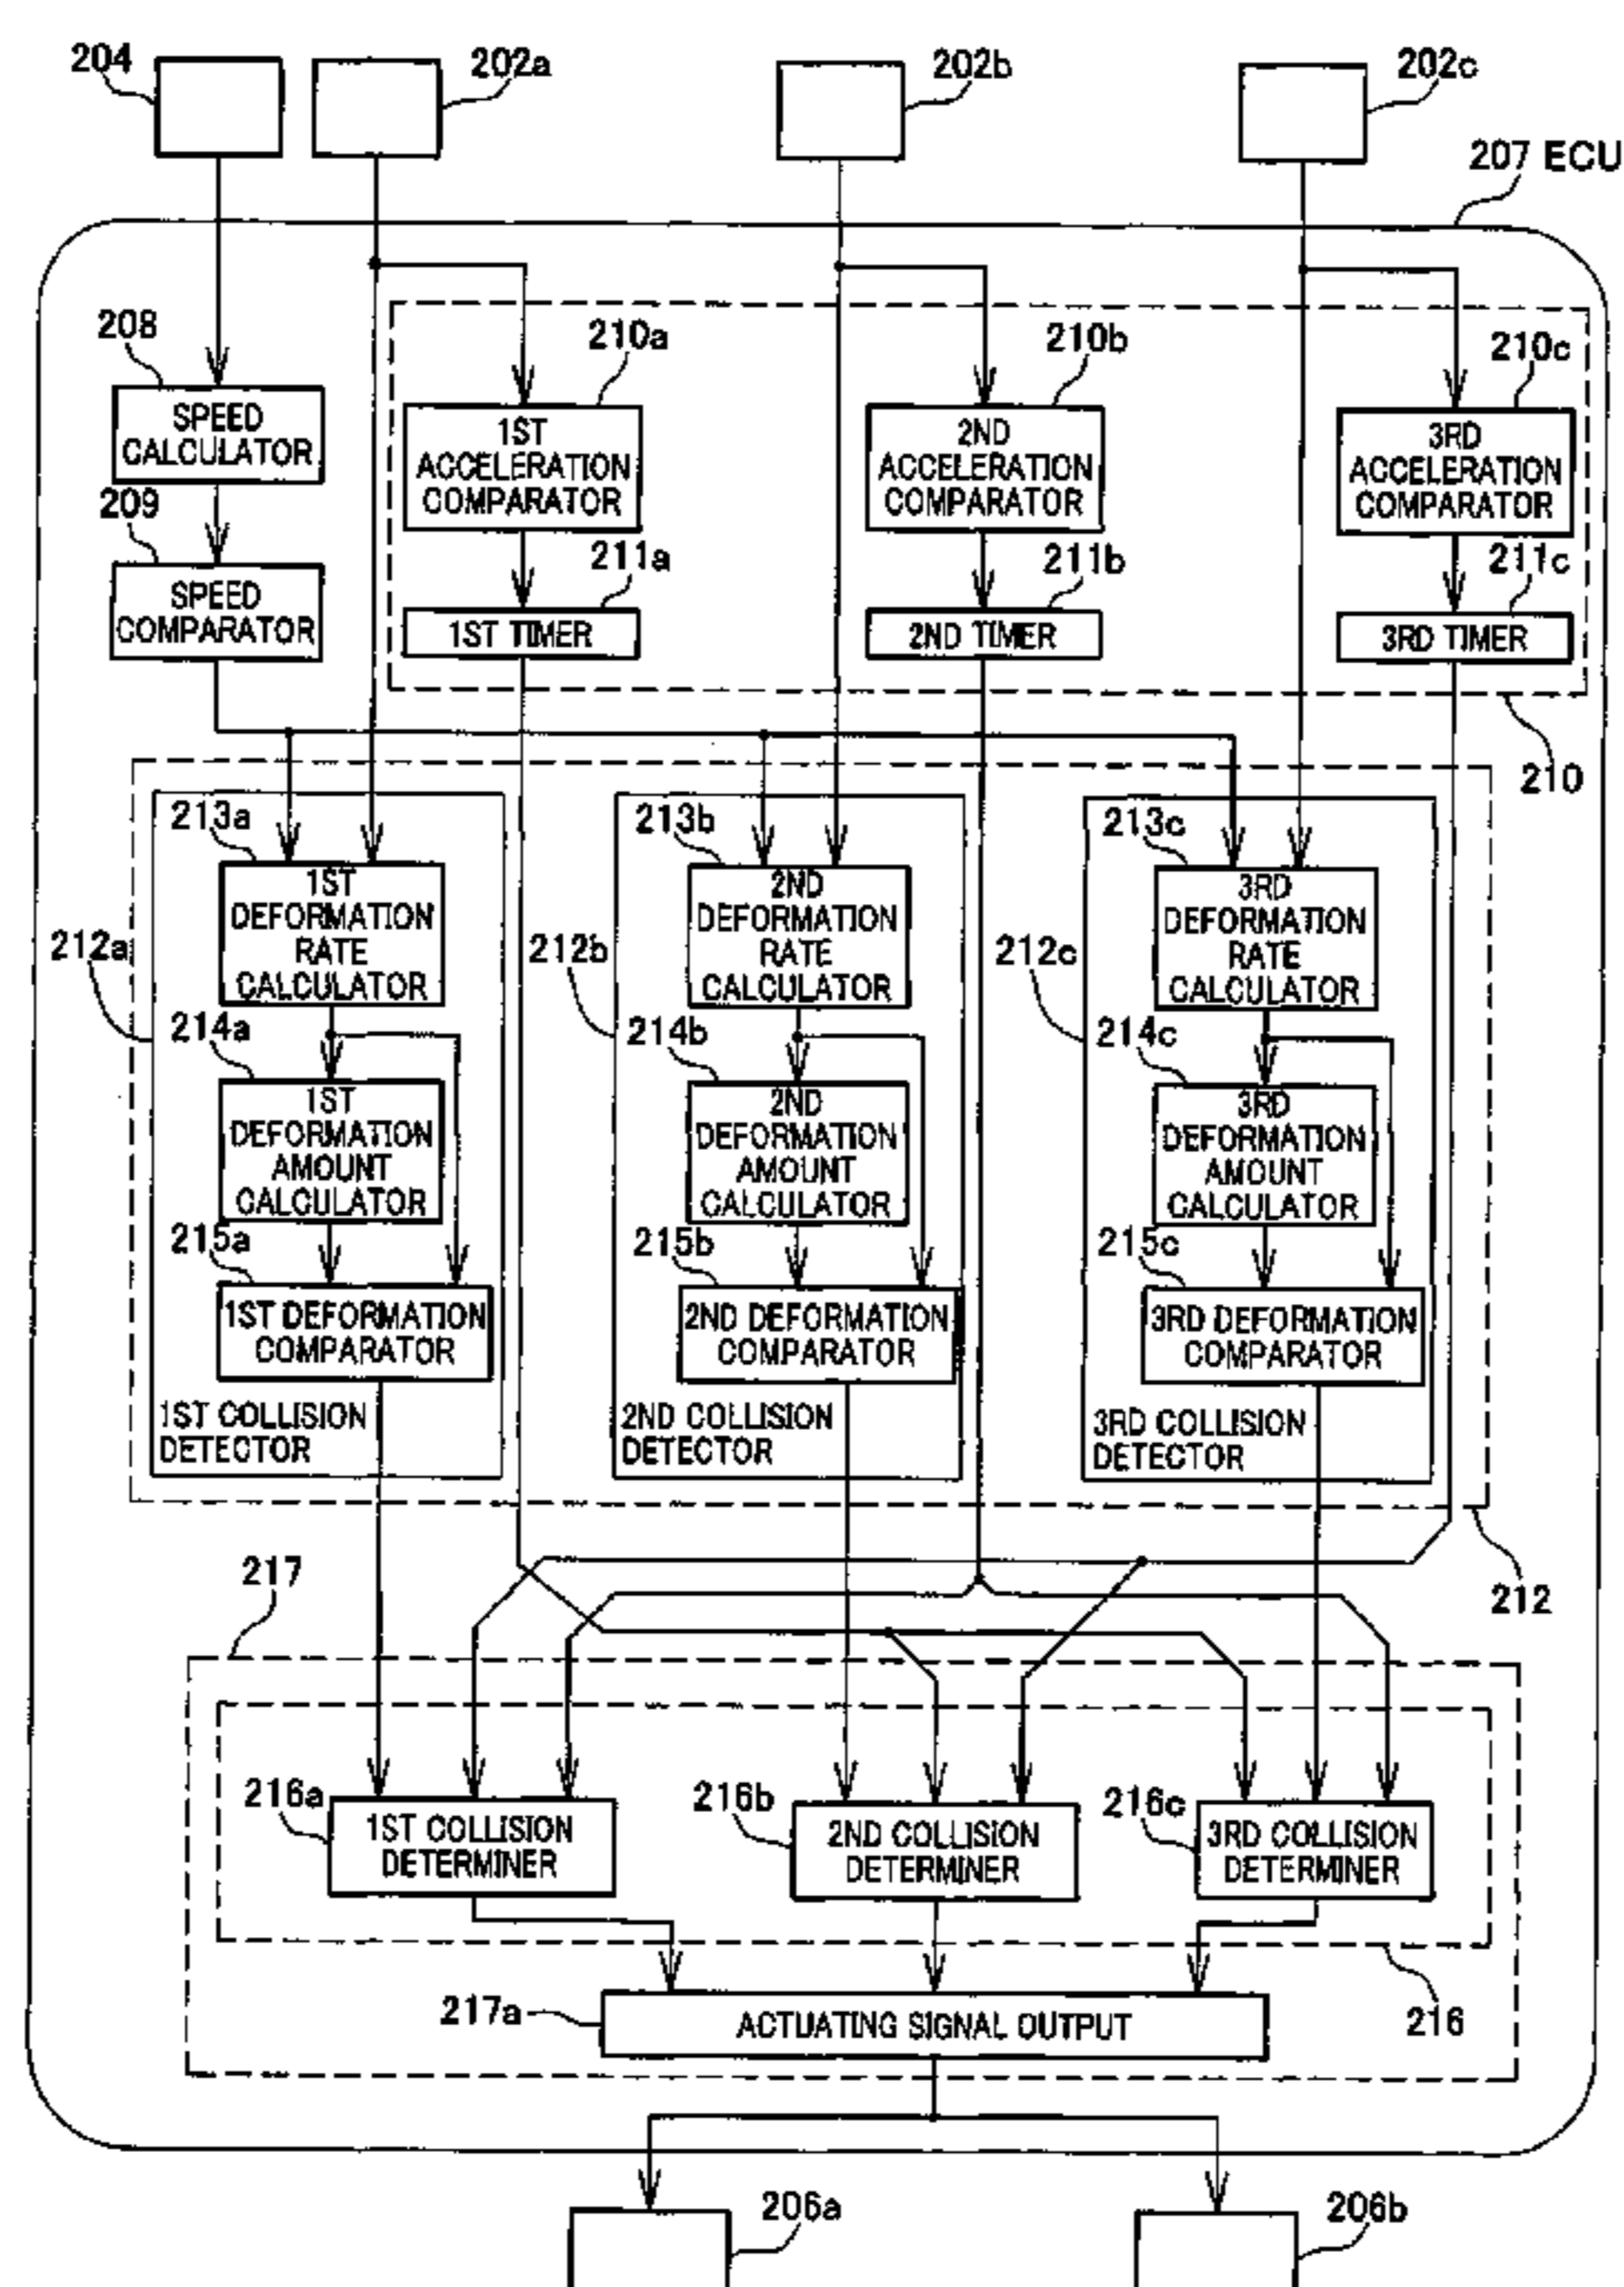 204
202a
202b
202c
207 ECU
208
210a
210b
210c
SPEED
CALCULATOR
1ST
ACCELERATION
COMPARATOR
2ND
ACCELERATION
COMPARATOR
3RD
ACCELERATION
COMPARATOR
209
211a
211b
211c
SPEED
COMPARATOR
1ST TIMER
2ND TIMER
3RD TIMER
210
213a
213b
213c
1ST
DEFORMATION
RATE
CALCULATOR
2ND
DEFORMATION
RATE
CALCULATOR
3RD
DEFORMATION
RATE
CALCULATOR
212a
212b
212c
214a
214b
214c
1ST
DEFORMATION
AMOUNT
CALCULATOR
2ND
DEFORMATION
AMOUNT
CALCULATOR
3RD
DEFORMATION
AMOUNT
CALCULATOR
215a
215b
215c
1ST DEFORMATION
COMPARATOR
2ND DEFORMATION
COMPARATOR
3RD DEFORMATION
COMPARATOR
1ST COLLISION
DETECTOR
2ND COLLISION
DETECTOR
3RD COLLISION
DETECTOR
217
212
216a
216b
216c
1ST COLLISION
DETERMINER
2ND COLLISION
DETERMINER
3RD COLLISION
DETERMINER
217a
ACTUATING SIGNAL OUTPUT
216
206a
206b